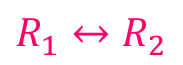 R₁ ↔ R₂